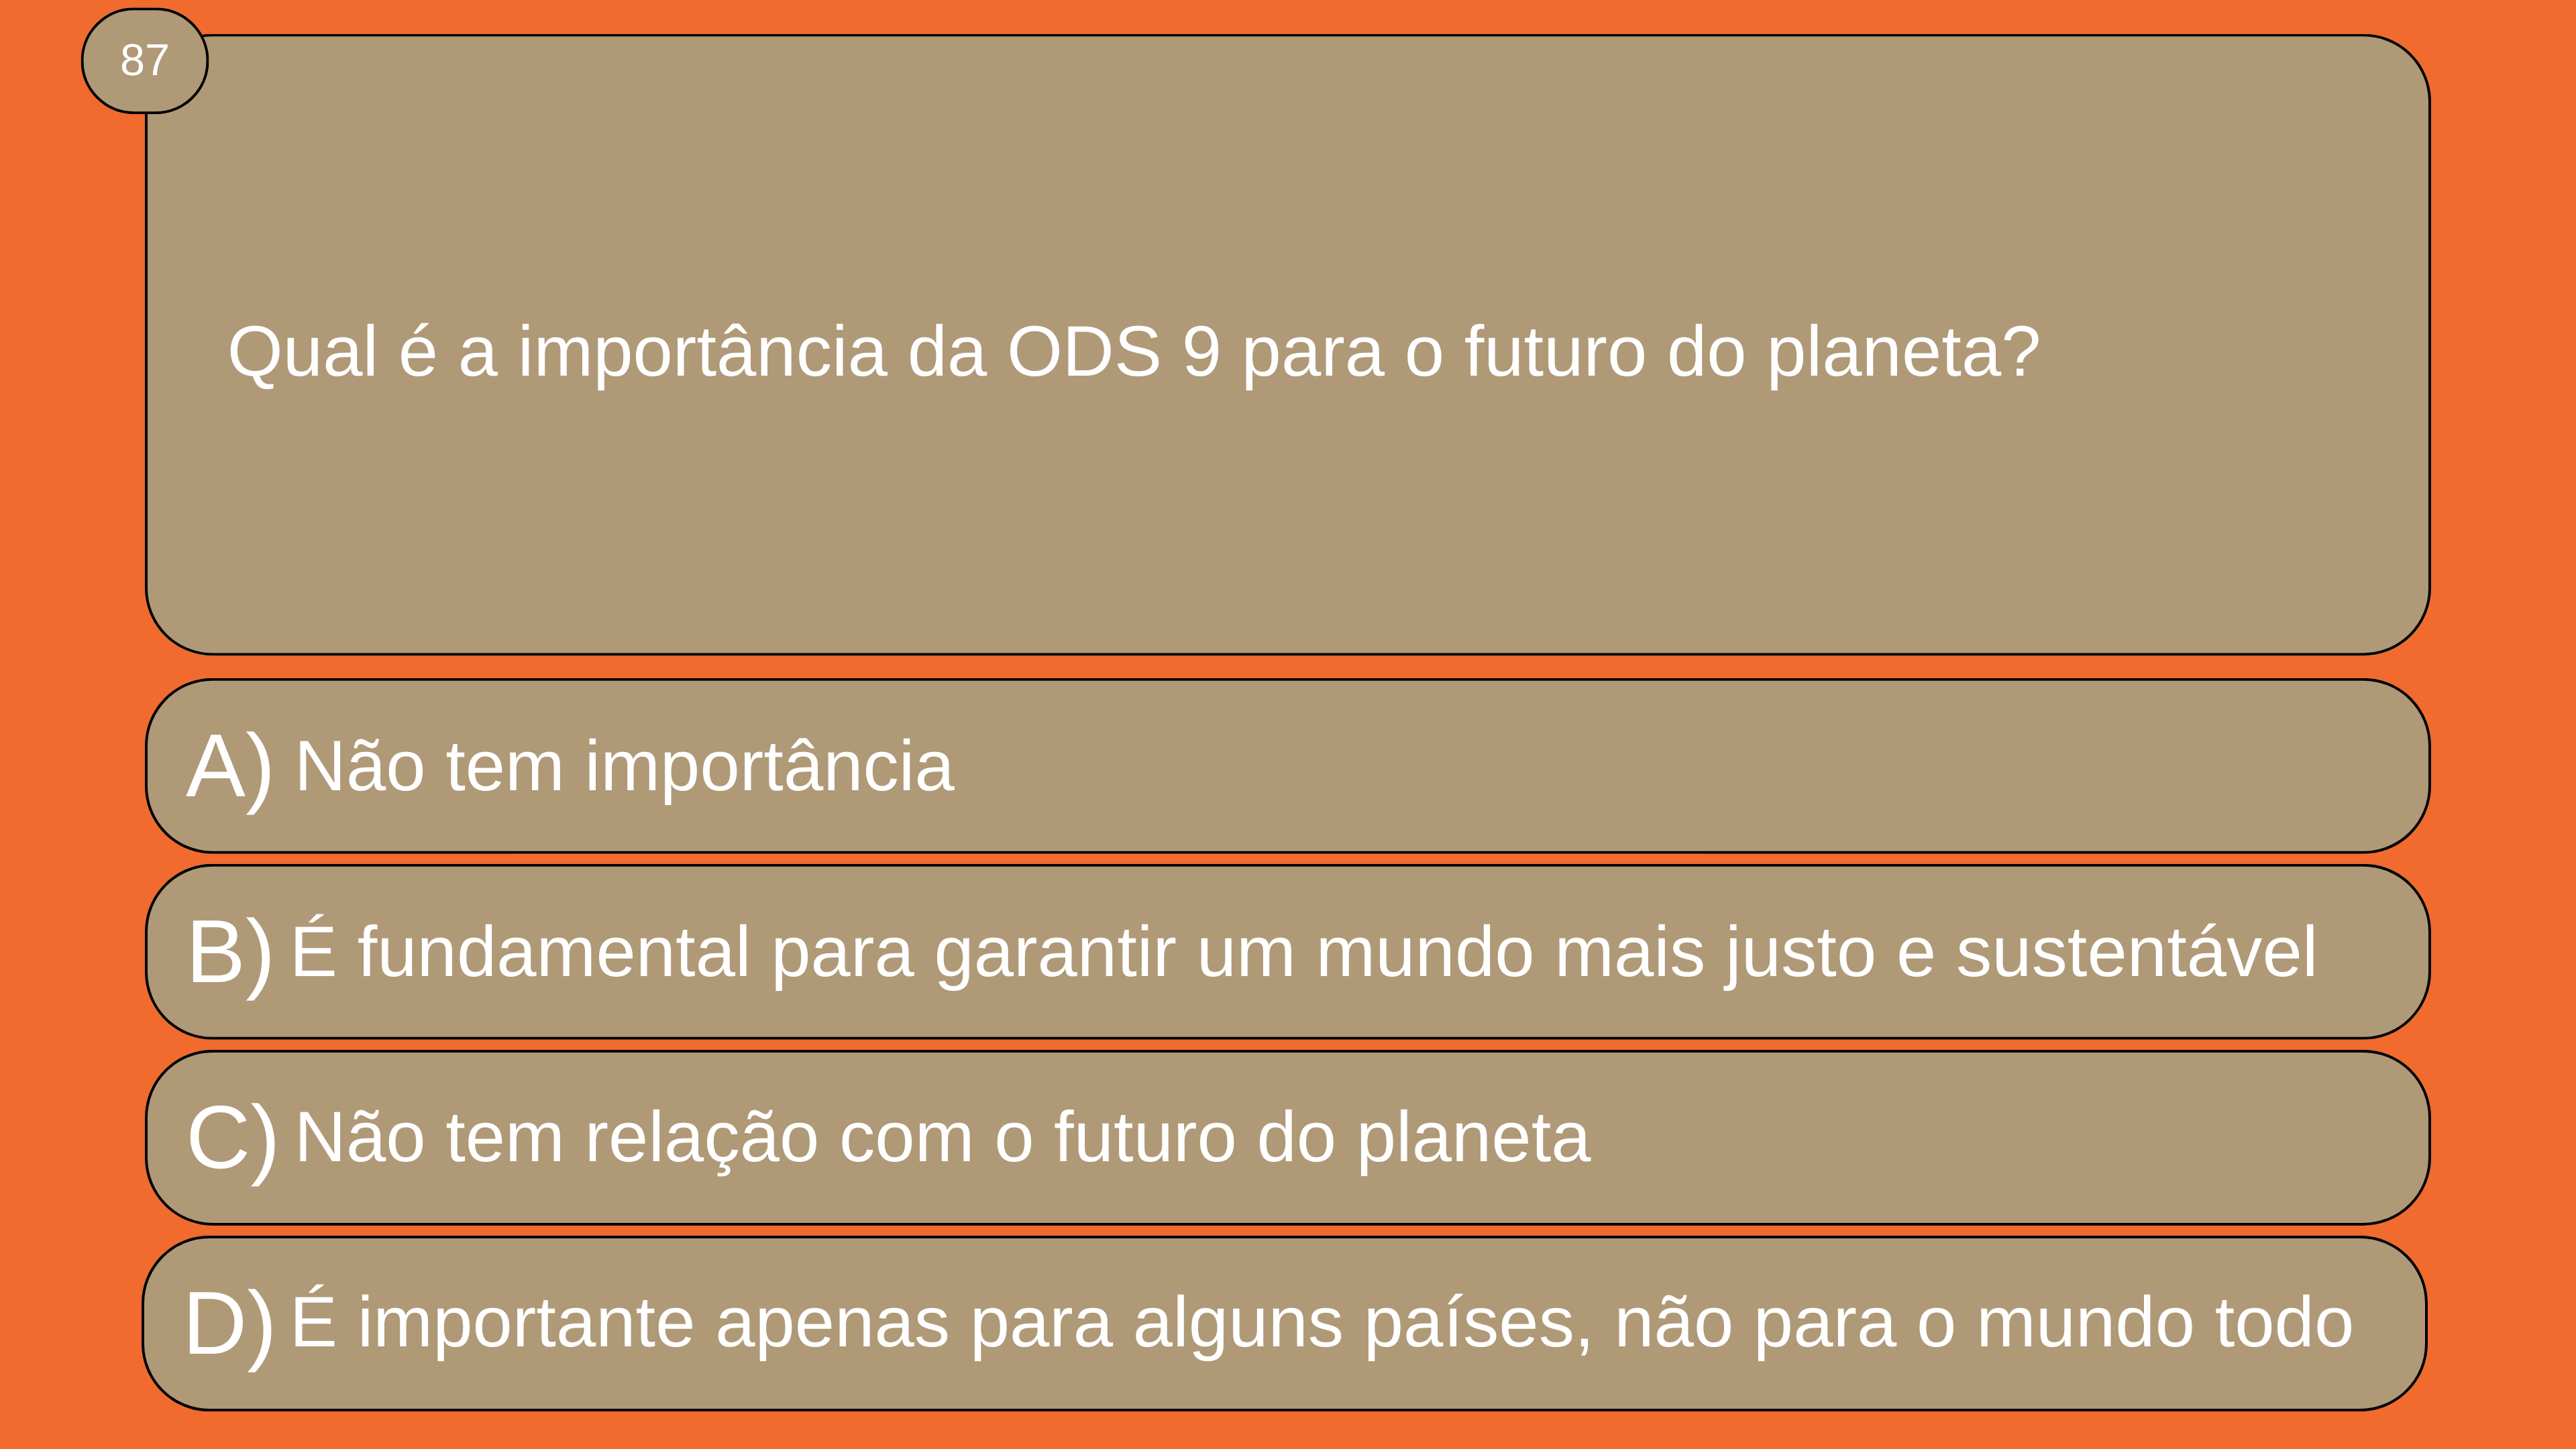 87
Qual é a importância da ODS 9 para o futuro do planeta?
A) Não tem importância
B) É fundamental para garantir um mundo mais justo e sustentável
C) Não tem relação com o futuro do planeta
D) É importante apenas para alguns países, não para o mundo todo